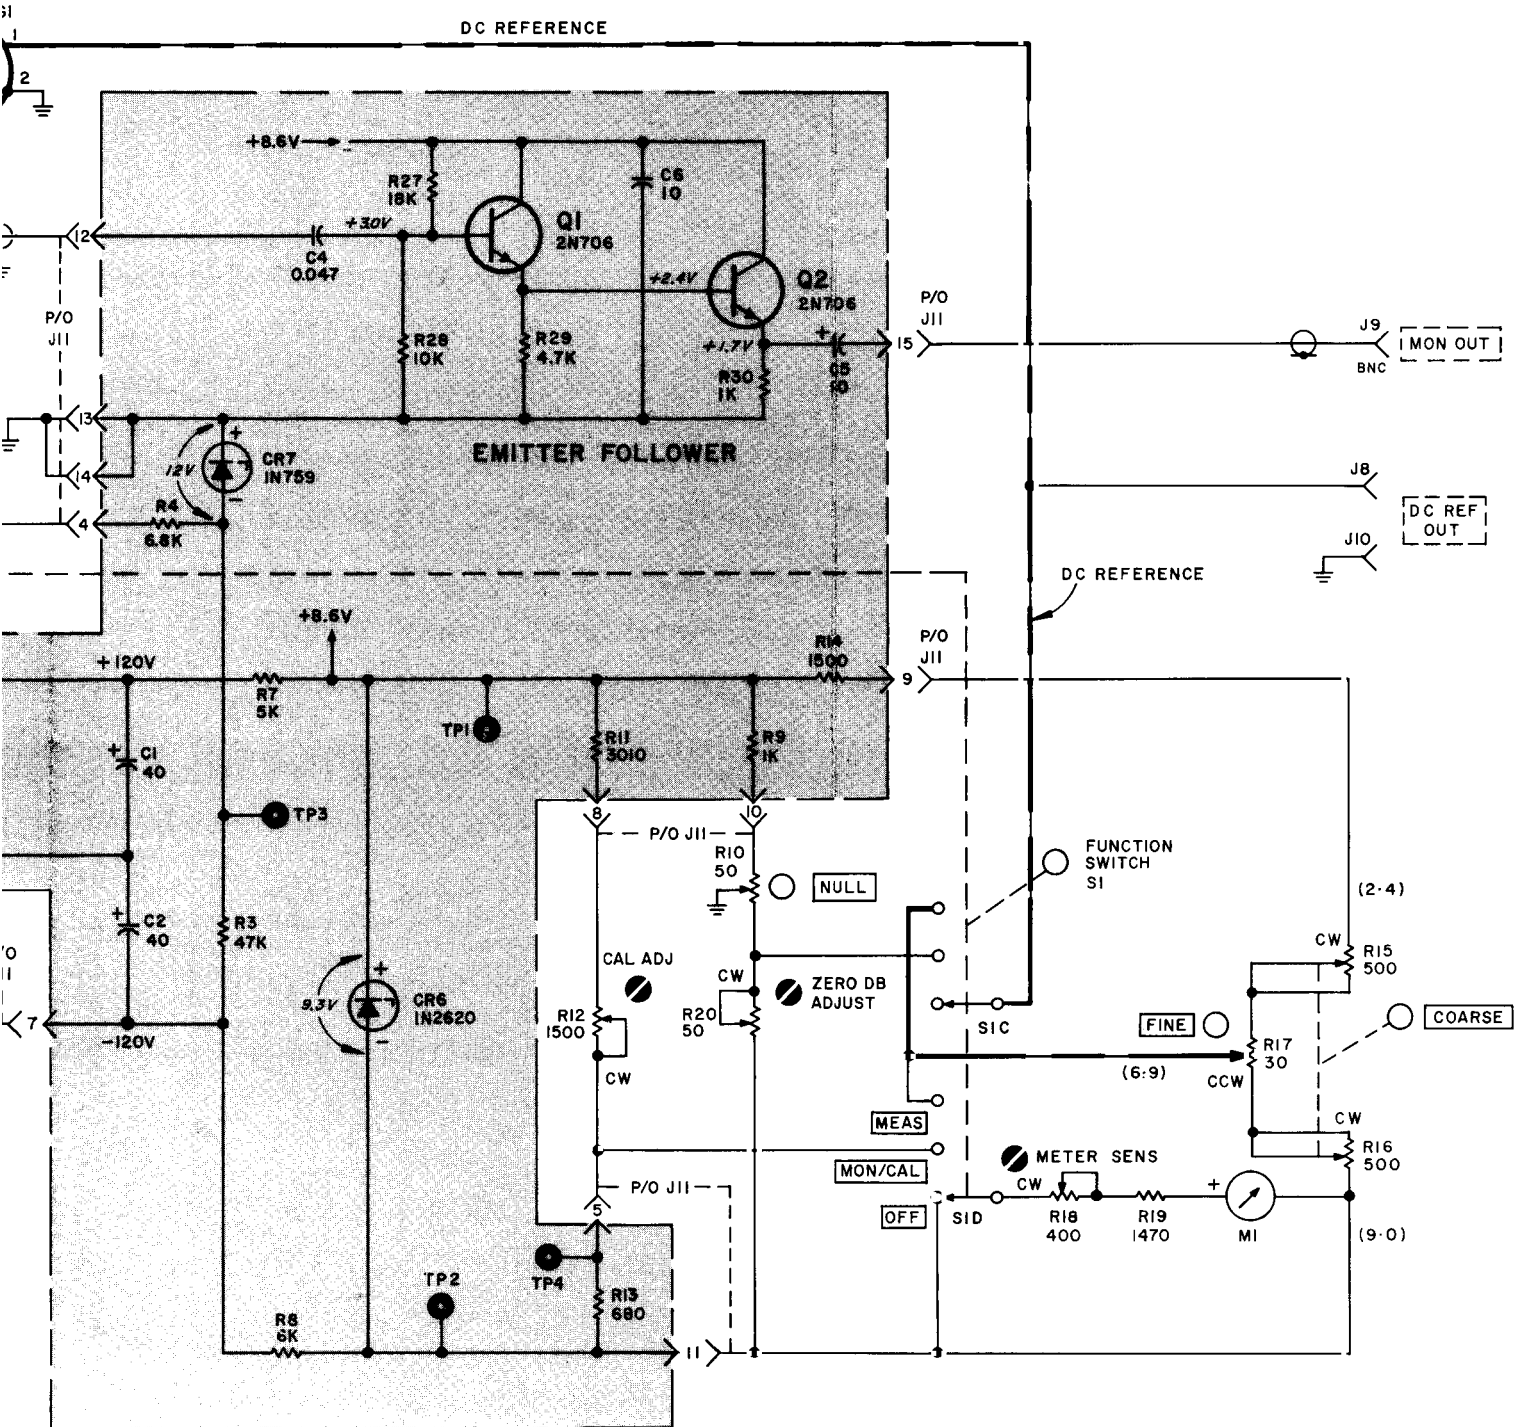 1
DC REFERENCE
2
+8.6V
R27
18K
C6
10
+3.0V
Q1
2N706
12
C4
0.047
+2.4V
Q2
2N706
P/O
J11
P/O
J11
R28
10K
R29
4.7K
+1.7V
15
J9
MON OUT
BNC
C5
10
R30
1K
13
EMITTER FOLLOWER
+
12V
CR7
1N759
14
-
J8
R4
6.8K
4
DC REF
OUT
J10
DC REFERENCE
+8.6V
R14
1500
P/O
J11
+120V
9
R7
5K
TP1
R11
3010
R9
1K
+
C1
40
TP3
8
10
P/O J11
R10
50
NULL
FUNCTION
SWITCH
S1
(2-4)
+
C2
40
R3
47K
CW
R15
500
CAL ADJ
CW
ZERO DB
ADJUST
+
9.3V
CR6
1N2620
-
R12
1500
R20
50
S1C
FINE
COARSE
7
-120V
R17
30
CW
(6-9)
CCW
MEAS
CW
R16
500
MON/CAL
METER SENS
P/O J11
CW
+
5
OFF
S1D
R18
400
R19
1470
M1
(9-0)
TP4
TP2
R13
680
R8
6K
11